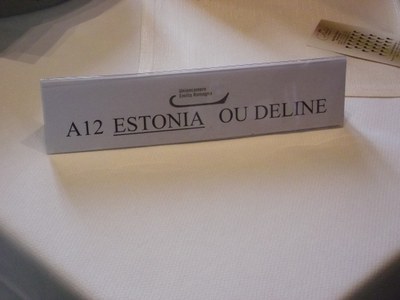 A12 ESTONIA OU DELINE